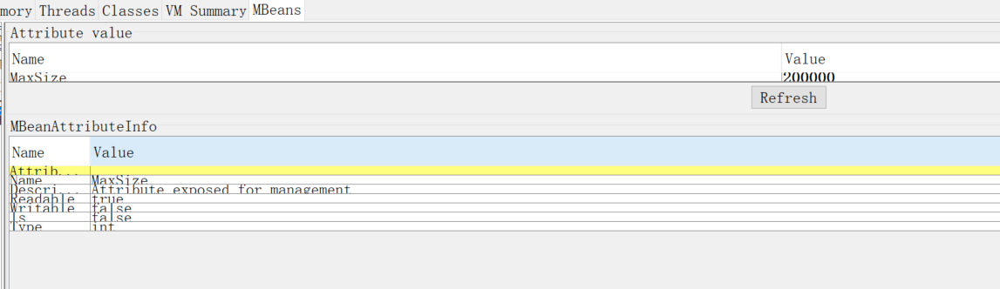 mory Threads Classes VM Summary MBeans
Attribute value
Name Value
MaxSize 200000
Refresh
MBeanAttributeInfo
Name Value
Attrib...
Name MaxSize
Descri... Attribute exposed for management
Readable true
Writable false
Is false
Type int